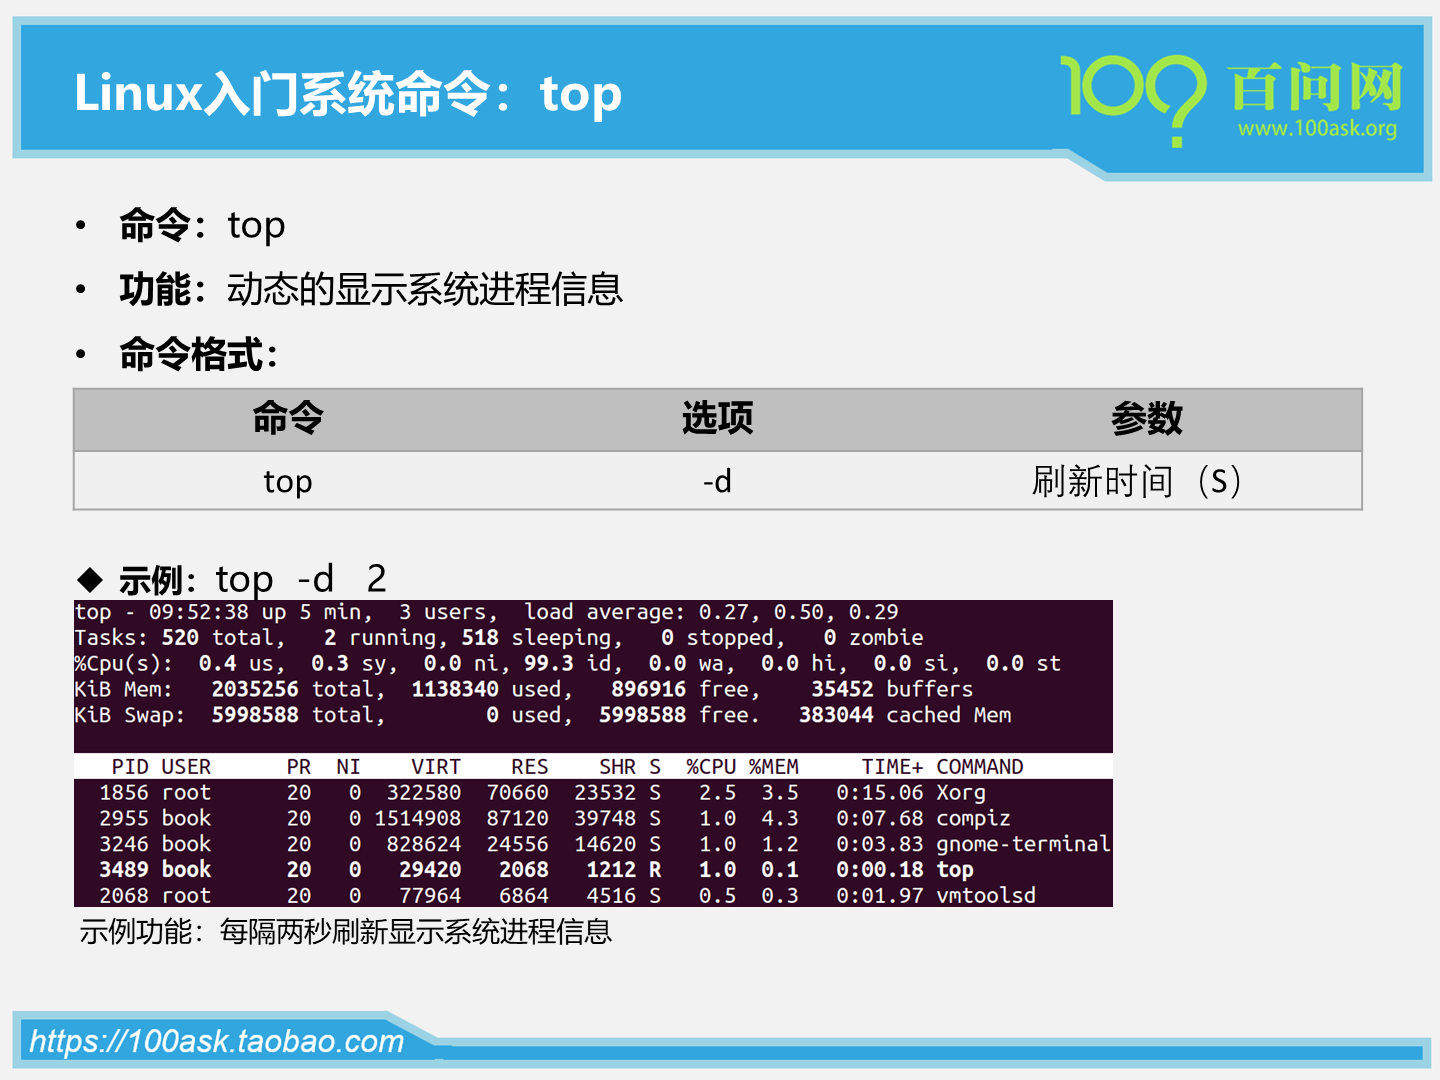 Linux入门系统命令：top
100?
百问网
www.100ask.org
• 命令：top
• 功能：动态的显示系统进程信息
• 命令格式：
命令 选项 参数
top -d 刷新时间（S）
◆ 示例：top -d 2
top - 09:52:38 up 5 min,  3 users,  load average: 0.27, 0.50, 0.29
Tasks: 520 total,   2 running, 518 sleeping,   0 stopped,   0 zombie
%Cpu(s):  0.4 us,  0.3 sy,  0.0 ni, 99.3 id,  0.0 wa,  0.0 hi,  0.0 si,  0.0 st
KiB Mem:   2035256 total,  1138340 used,   896916 free,    35452 buffers
KiB Swap:  5998588 total,        0 used,  5998588 free.   383044 cached Mem
PID USER      PR  NI    VIRT    RES    SHR S  %CPU %MEM     TIME+ COMMAND
1856 root      20   0  322580  70660  23532 S   2.5  3.5   0:15.06 Xorg
2955 book      20   0 1514908  87120  39748 S   1.0  4.3   0:07.68 compiz
3246 book      20   0  828624  24556  14620 S   1.0  1.2   0:03.83 gnome-terminal
3489 book      20   0   29420   2068   1212 R   1.0  0.1   0:00.18 top
2068 root      20   0   77964   6864   4516 S   0.5  0.3   0:01.97 vmtoolsd
示例功能：每隔两秒刷新显示系统进程信息
https://100ask.taobao.com